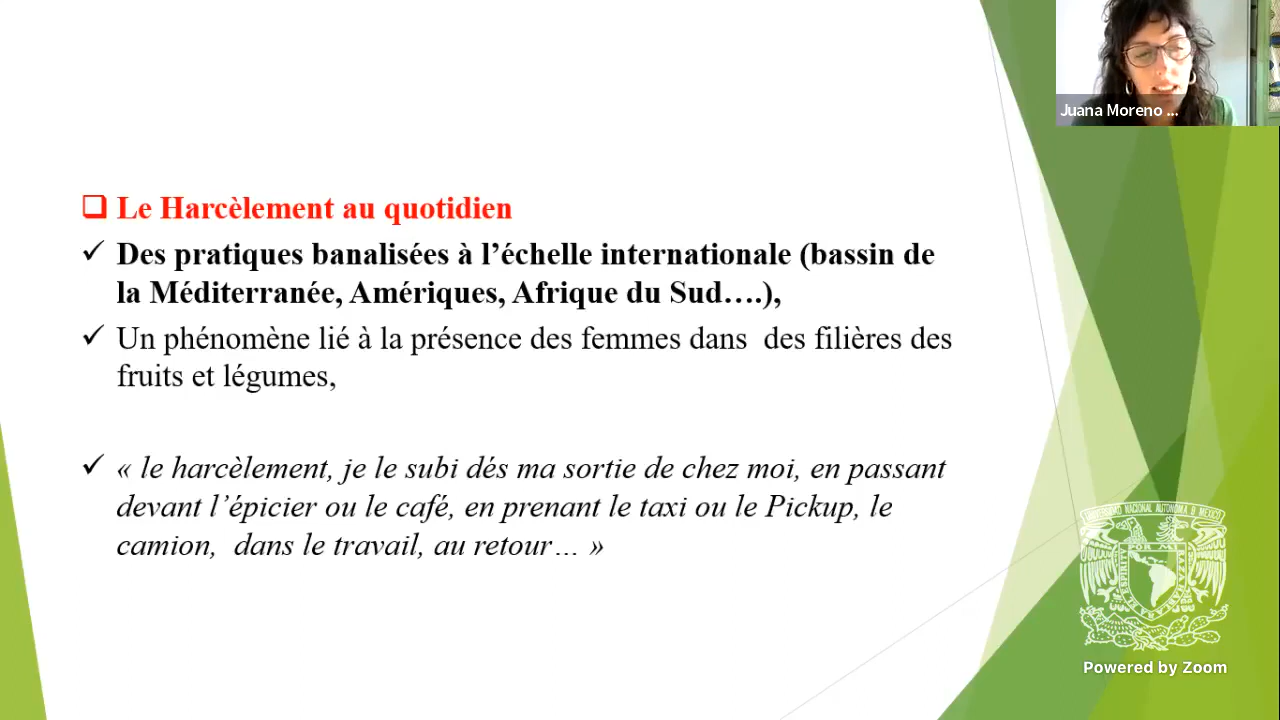 Juana Moreno ...
Le Harcèlement au quotidien
Des pratiques banalisées à l’échelle internationale (bassin de
la Méditerranée, Amériques, Afrique du Sud….),
Un phénomène lié à la présence des femmes dans des filières des
fruits et légumes,
« le harcèlement, je le subi dés ma sortie de chez moi, en passant
devant l’épicier ou le café, en prenant le taxi ou le Pickup, le
camion, dans le travail, au retour… »
UNIVERSIDAD NACIONAL AUTONOMA
Powered by Zoom